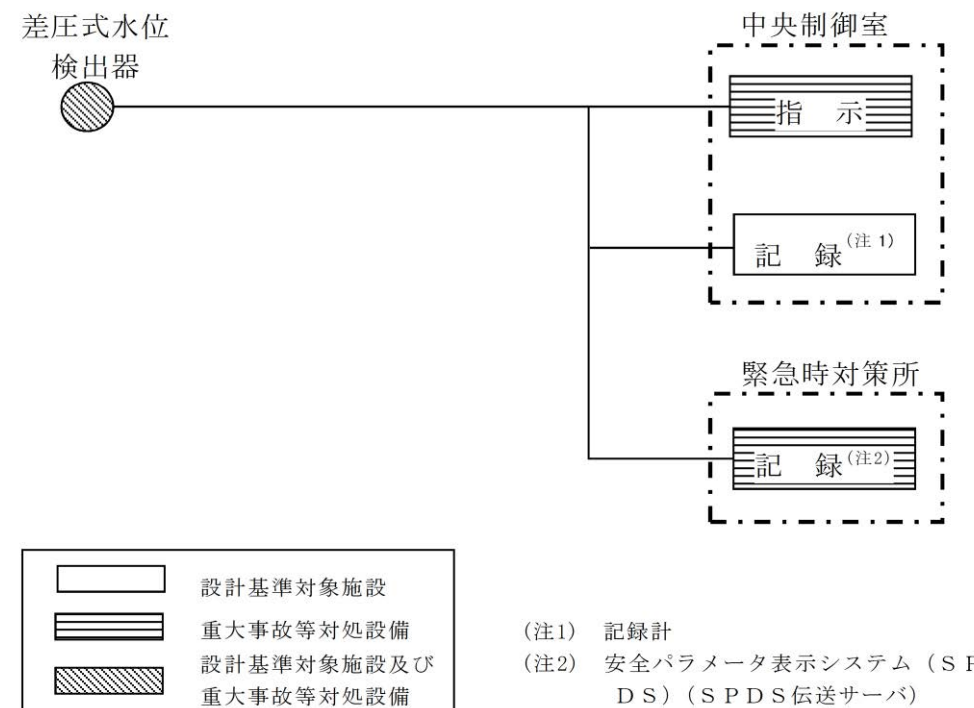 差圧式水位
検出器
中央制御室
指 示
記 録(注1)
緊急時対策所
記 録(注2)
設計基準対象施設
重大事故等対処設備
設計基準対象施設及び
重大事故等対処設備
(注1) 記録計
(注2) 安全パラメータ表示システム(SP
DS)(SPDS伝送サーバ)